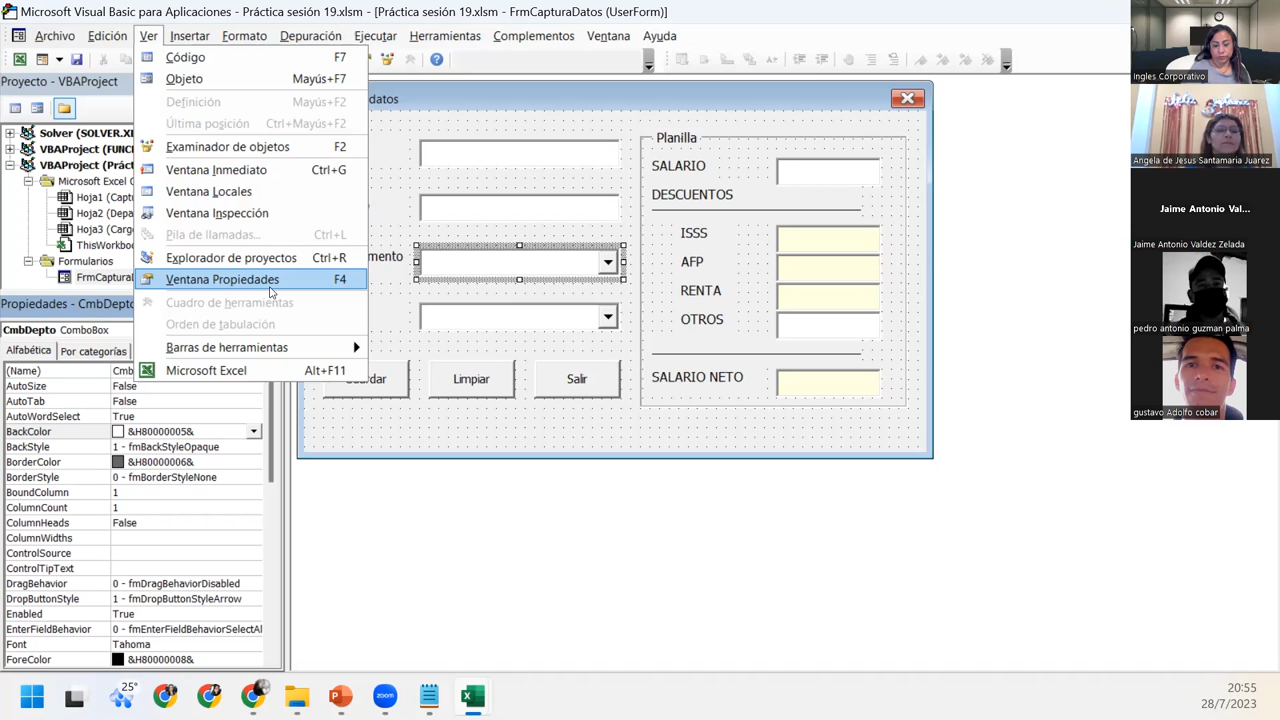 Microsoft Visual Basic para Aplicaciones - Práctica sesión 19.xlsm - [Práctica sesión 19.xlsm - FrmCapturaDatos (UserForm)]
Archivo Edición Ver Insertar Formato Depuración Ejecutar Herramientas Complementos Ventana Ayuda
Proyecto - VBAProject
Solver (SOLVER.XL
VBAProject (FUNC
VBAProject (Práct
Microsoft Excel O
Hoja1 (Captu
Hoja2 (Depa
Hoja3 (Carg
ThisWorkboo
Formularios
FrmCaptura
Código F7
Objeto Mayús+F7
Definición Mayús+F2
Última posición Ctrl+Mayús+F2
Examinador de objetos F2
Ventana Inmediato Ctrl+G
Ventana Locales
Ventana Inspección
Pila de llamadas... Ctrl+L
Explorador de proyectos Ctrl+R
Ventana Propiedades F4
Cuadro de herramientas
Orden de tabulación
Barras de herramientas
Microsoft Excel Alt+F11
Propiedades - CmbDepto
CmbDepto ComboBox
Alfabética Por categorías
(Name) Cmb
AutoSize False
AutoTab False
AutoWordSelect True
BackColor &H80000005&
BackStyle 1 - fmBackStyleOpaque
BorderColor &H80000006&
BorderStyle 0 - fmBorderStyleNone
BoundColumn 1
ColumnCount 1
ColumnHeads False
ColumnWidths
ControlSource
ControlTipText
DragBehavior 0 - fmDragBehaviorDisabled
DropButtonStyle 1 - fmDropButtonStyleArrow
Enabled True
EnterFieldBehavior 0 - fmEnterFieldBehaviorSelectAl
Font Tahoma
ForeColor &H80000008&
datos
mento
Limpiar
Salir
Planilla
SALARIO
DESCUENTOS
ISSS
AFP
RENTA
OTROS
SALARIO NETO
Ingles Corporativo
Angela de Jesus Santamaria Juarez
Jaime Antonio Val...
Jaime Antonio Valdez Zelada
pedro antonio guzman palma
gustavo Adolfo cobar
25°
zoom
20:55
28/7/2023